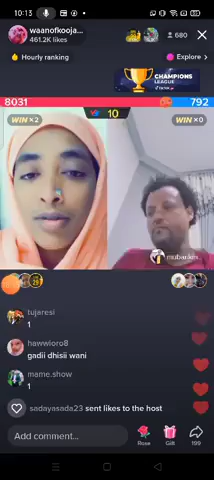 10:13
waanofkooja...
461.2K likes
680
Hourly ranking
Explore >
CHAMPIONS
LEAGUE
8031
10
792
WIN ×2
WIN ×0
mubarkei..
tujaresi
1
hawwioro8
gadii dhisii wani
mame.show
1
sadayasada23 sent likes to the host
Add comment...
Rose
Gift
199